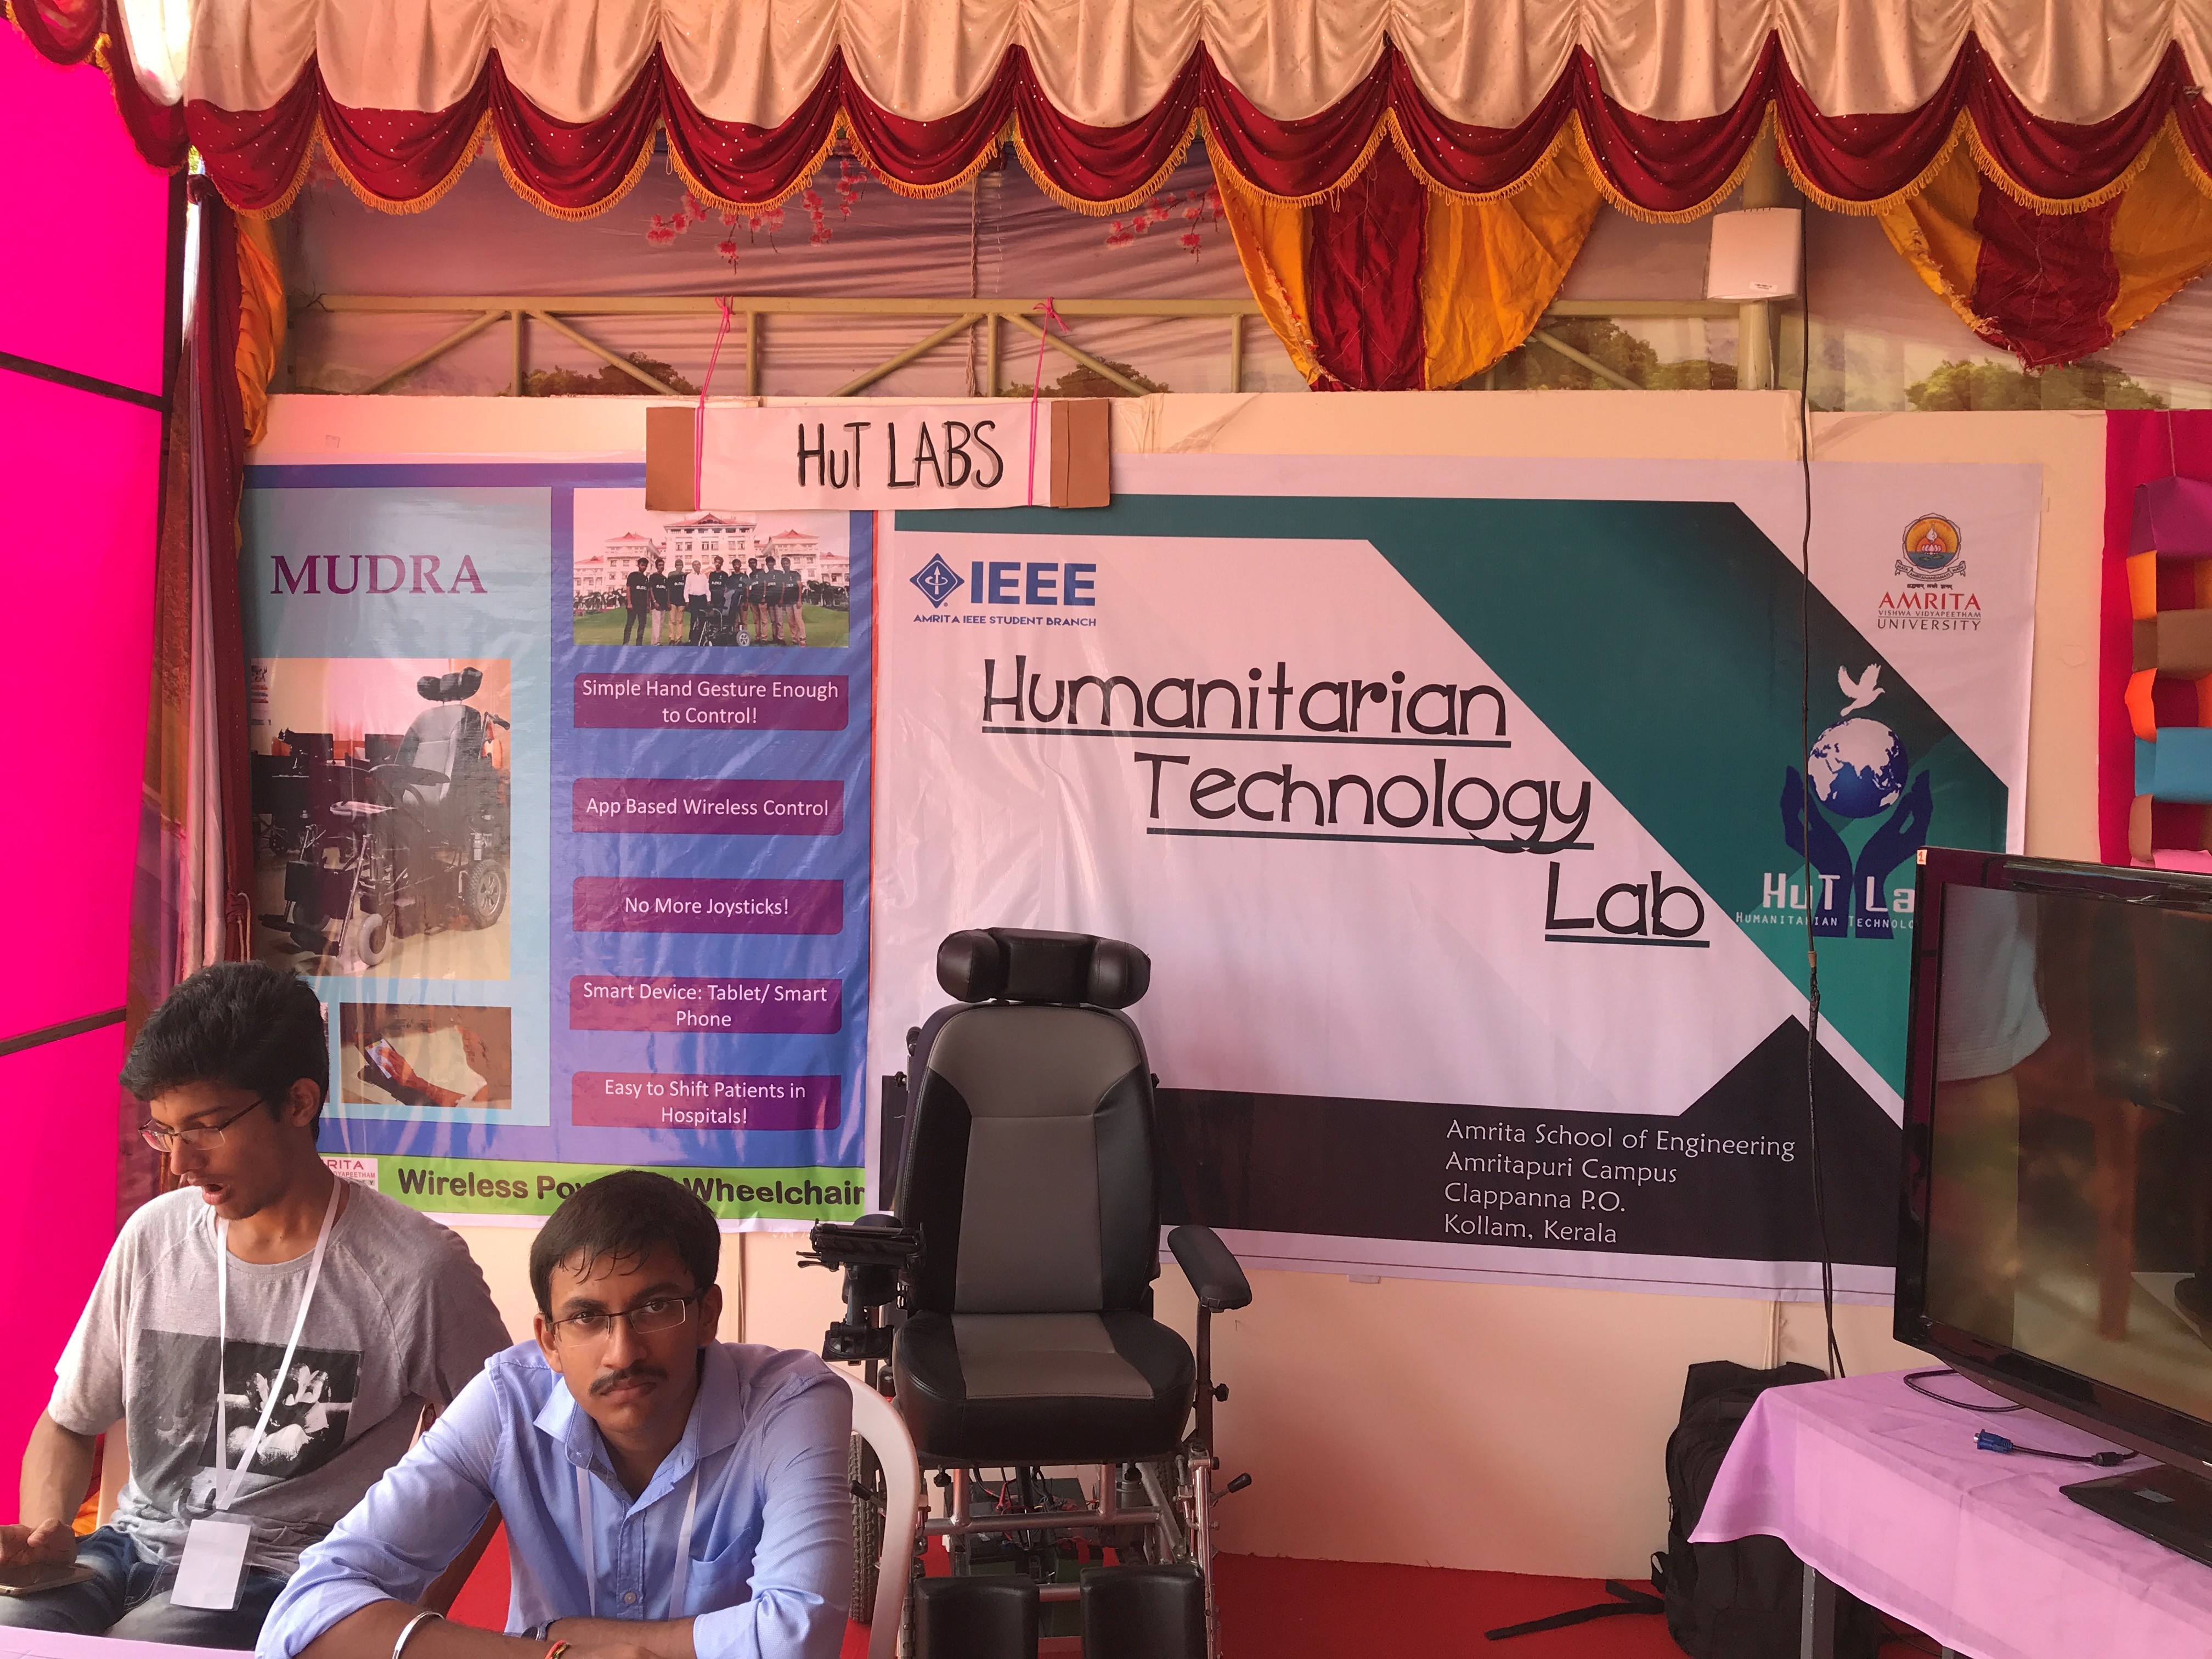 HuT LABS
MUDRA
Simple Hand Gesture Enough
to Control!
App Based Wireless Control
No More Joysticks!
Smart Device: Tablet/ Smart
Phone
Easy to Shift Patients in
Hospitals!
Wireless Wheelchair
IEEE
AMRITA IEEE STUDENT BRANCH
Humanitarian
Technology
Lab
AMRITA
VISHWA VIDYAPEETHAM
UNIVERSITY
HuT La
HUMANITARIAN TECHNOLO
Amrita School of Engineering
Amritapuri Campus
Clappanna P.O.
Kollam, Kerala